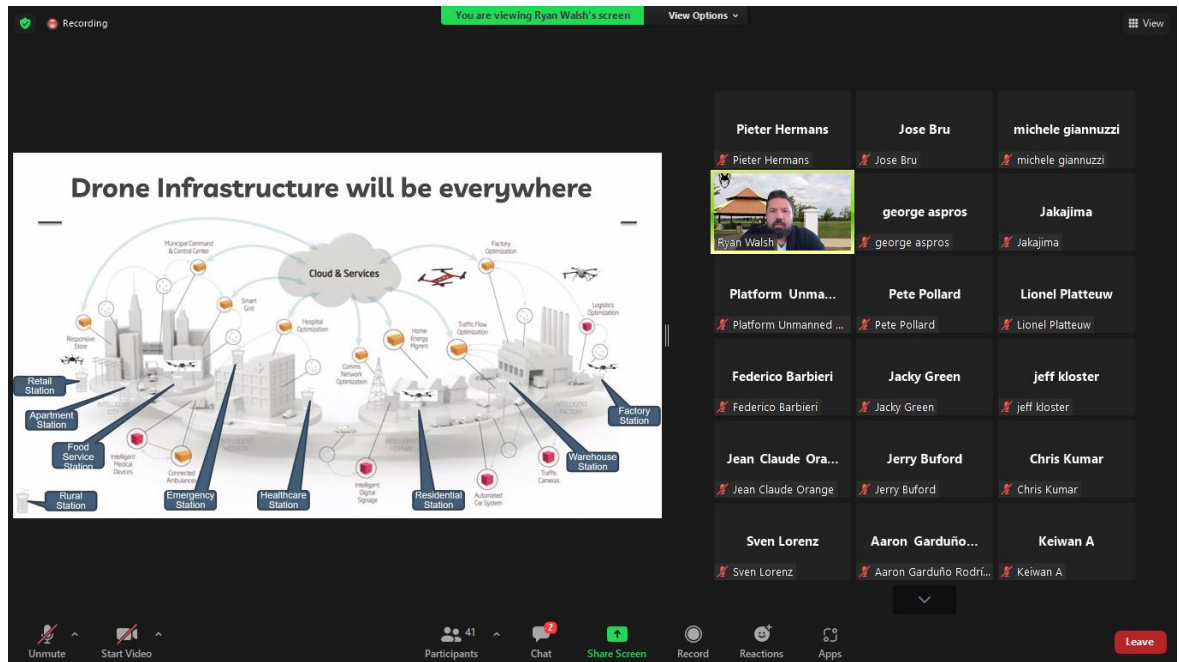 Recording
You are viewing Ryan Walsh's screen
View Options
View
Drone Infrastructure will be everywhere
Municipal Command
& Control Center
Cloud & Services
Factory
Optimization
Smart
Grid
Responsive
Store
Hospital
Optimization
Home
Energy
Mgmt
Traffic Flow
Optimization
Logistics
Optimization
Comms
Network
Optimization
Retail
Station
Apartment
Station
Food
Service
Station
INTELLIGENT
CITY
INTELLIGENT
HOSPITAL
INTELLIGENT
HIGHWAY
INTELLIGENT
FACTORY
Factory
Station
Warehouse
Station
Intelligent
Medical
Devices
Connected
Ambulances
Intelligent
Digital
Signage
Automated
Car System
Traffic
Cameras
Rural
Station
Emergency
Station
Healthcare
Station
Residential
Station
Pieter Hermans
Pieter Hermans
Jose Bru
Jose Bru
michele giannuzzi
michele giannuzzi
Ryan Walsh
george aspros
george aspros
Jakajima
Jakajima
Platform Unma...
Platform Unmanned ...
Pete Pollard
Pete Pollard
Lionel Platteuw
Lionel Platteuw
Federico Barbieri
Federico Barbieri
Jacky Green
Jacky Green
jeff kloster
jeff kloster
Jean Claude Ora...
Jean Claude Orange
Jerry Buford
Jerry Buford
Chris Kumar
Chris Kumar
Sven Lorenz
Sven Lorenz
Aaron Garduño...
Aaron Garduño Rodrí...
Keiwan A
Keiwan A
Unmute
Start Video
41
Participants
2
Chat
Share Screen
Record
Reactions
Apps
Leave